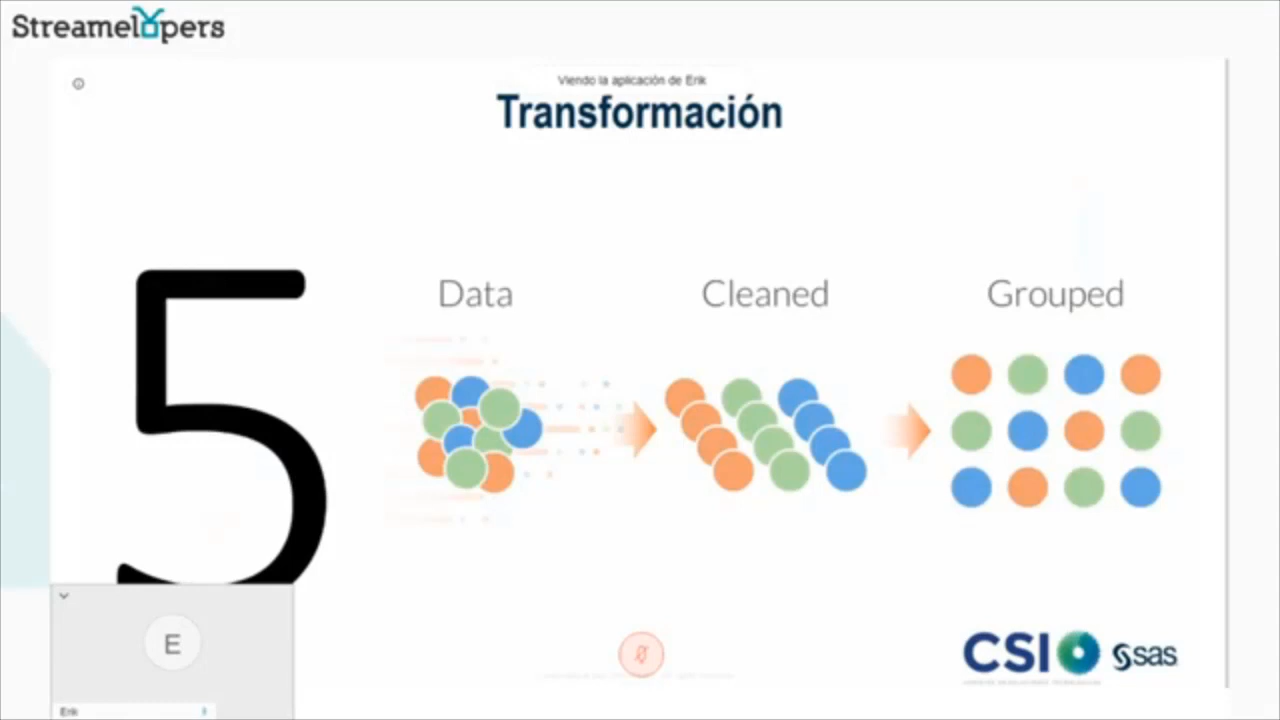 Streamelopers
Viendo la aplicación de Erik
Transformación
5
Data
Cleaned
Grouped
E
Erik
CSI
sas